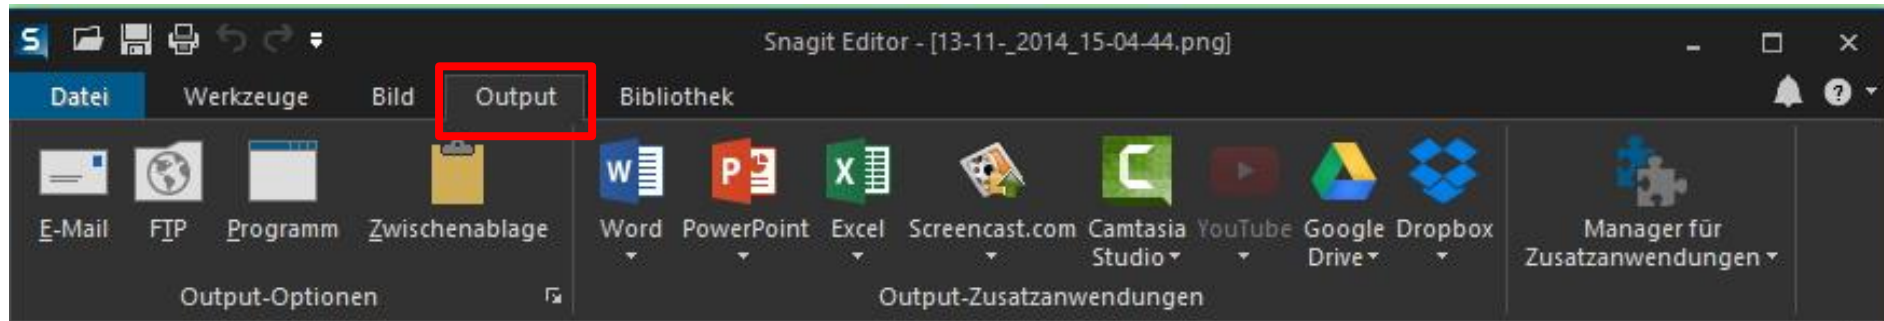 Snagit Editor - [13-11-_2014_15-04-44.png]
Datei Werkzeuge Bild Output Bibliothek
E-Mail FTP Programm Zwischenablage Word PowerPoint Excel Screencast.com Camtasia Studio YouTube Google Drive Dropbox Manager für Zusatzanwendungen
Output-Optionen Output-Zusatzanwendungen